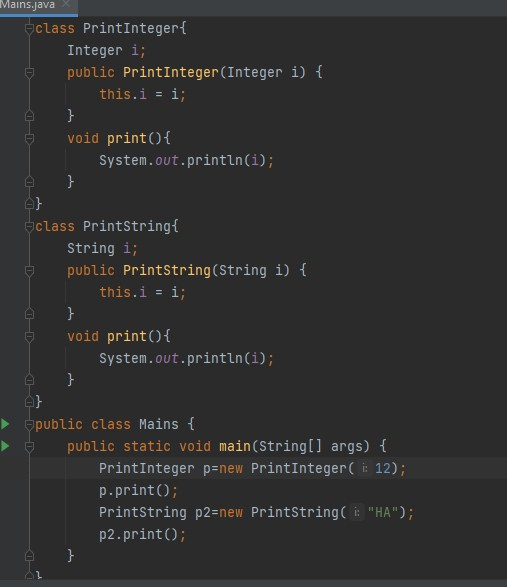 Mains.java
class PrintInteger{
    Integer i;
    public PrintInteger(Integer i) {
        this.i = i;
    }
    void print(){
        System.out.println(i);
    }
}
class PrintString{
    String i;
    public PrintString(String i) {
        this.i = i;
    }
    void print(){
        System.out.println(i);
    }
}
public class Mains {
    public static void main(String[] args) {
        PrintInteger p=new PrintInteger( i: 12);
        p.print();
        PrintString p2=new PrintString( i: "HA");
        p2.print();
    }
}